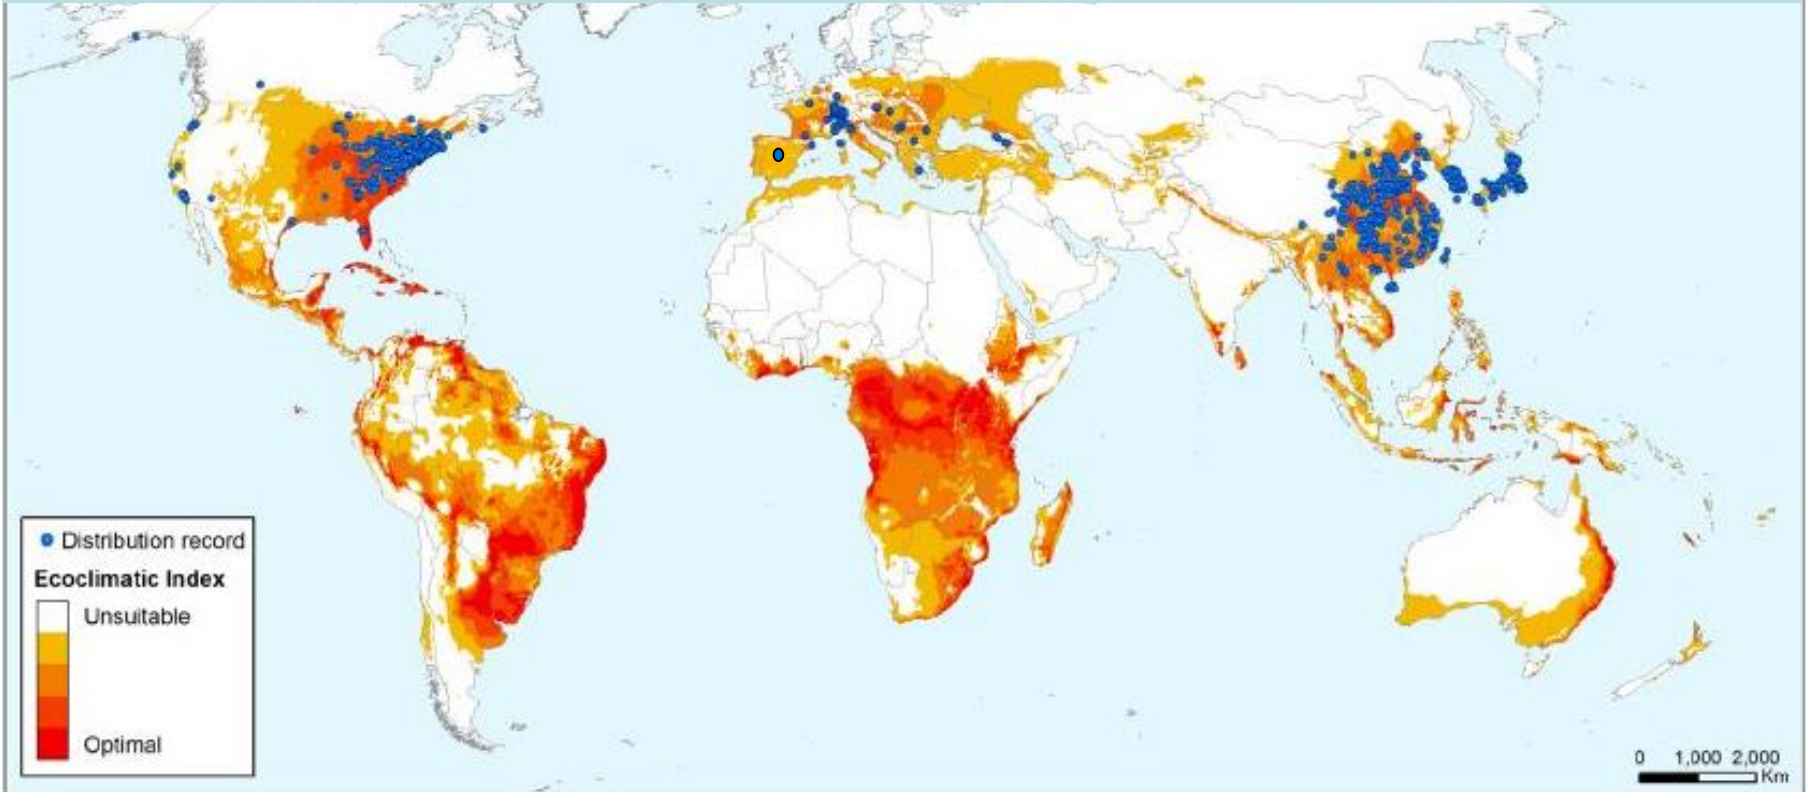 Distribution record
Ecoclimatic Index
Unsuitable
Optimal
0 1,000 2,000
Km